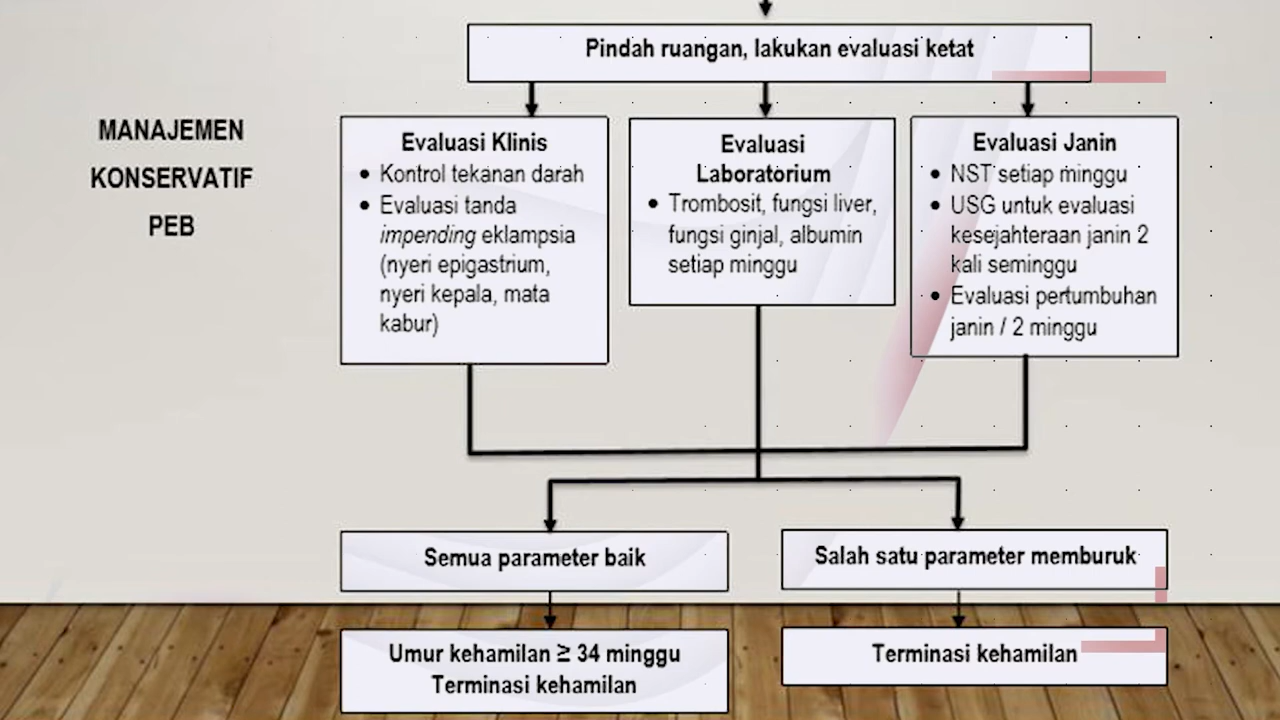 Pindah ruangan, lakukan evaluasi ketat
MANAJEMEN
KONSERVATIF
PEB
Evaluasi Klinis
• Kontrol tekanan darah
• Evaluasi tanda
impending eklampsia
(nyeri epigastrium,
nyeri kepala, mata
kabur)
Evaluasi
Laboratorium
• Trombosit, fungsi liver,
fungsi ginjal, albumin
setiap minggu
Evaluasi Janin
• NST setiap minggu
• USG untuk evaluasi
kesejahteraan janin 2
kali seminggu
• Evaluasi pertumbuhan
janin / 2 minggu
Semua parameter baik
Salah satu parameter memburuk
Umur kehamilan ≥ 34 minggu
Terminasi kehamilan
Terminasi kehamilan